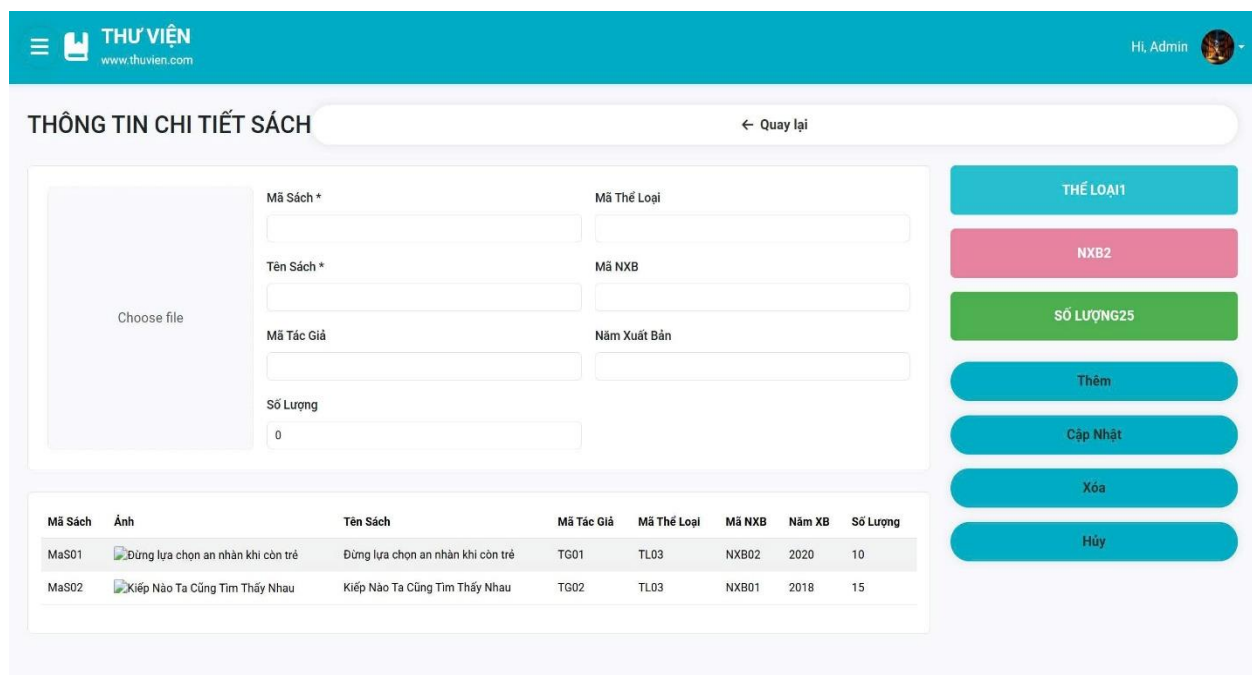 THƯ VIỆN
www.thuvien.com
Hi, Admin
THÔNG TIN CHI TIẾT SÁCH
← Quay lại
Choose file
Mã Sách *
Mã Thể Loại
Tên Sách *
Mã NXB
Mã Tác Giả
Năm Xuất Bản
Số Lượng
0
THỂ LOẠI1
NXB2
SỐ LƯỢNG25
Thêm
Cập Nhật
Xóa
Hủy
Mã Sách Ảnh Tên Sách Mã Tác Giả Mã Thể Loại Mã NXB Năm XB Số Lượng
MaS01 Đừng lựa chọn an nhàn khi còn trẻ Đừng lựa chọn an nhàn khi còn trẻ TG01 TL03 NXB02 2020 10
MaS02 Kiếp Nào Ta Cũng Tìm Thấy Nhau Kiếp Nào Ta Cũng Tìm Thấy Nhau TG02 TL03 NXB01 2018 15